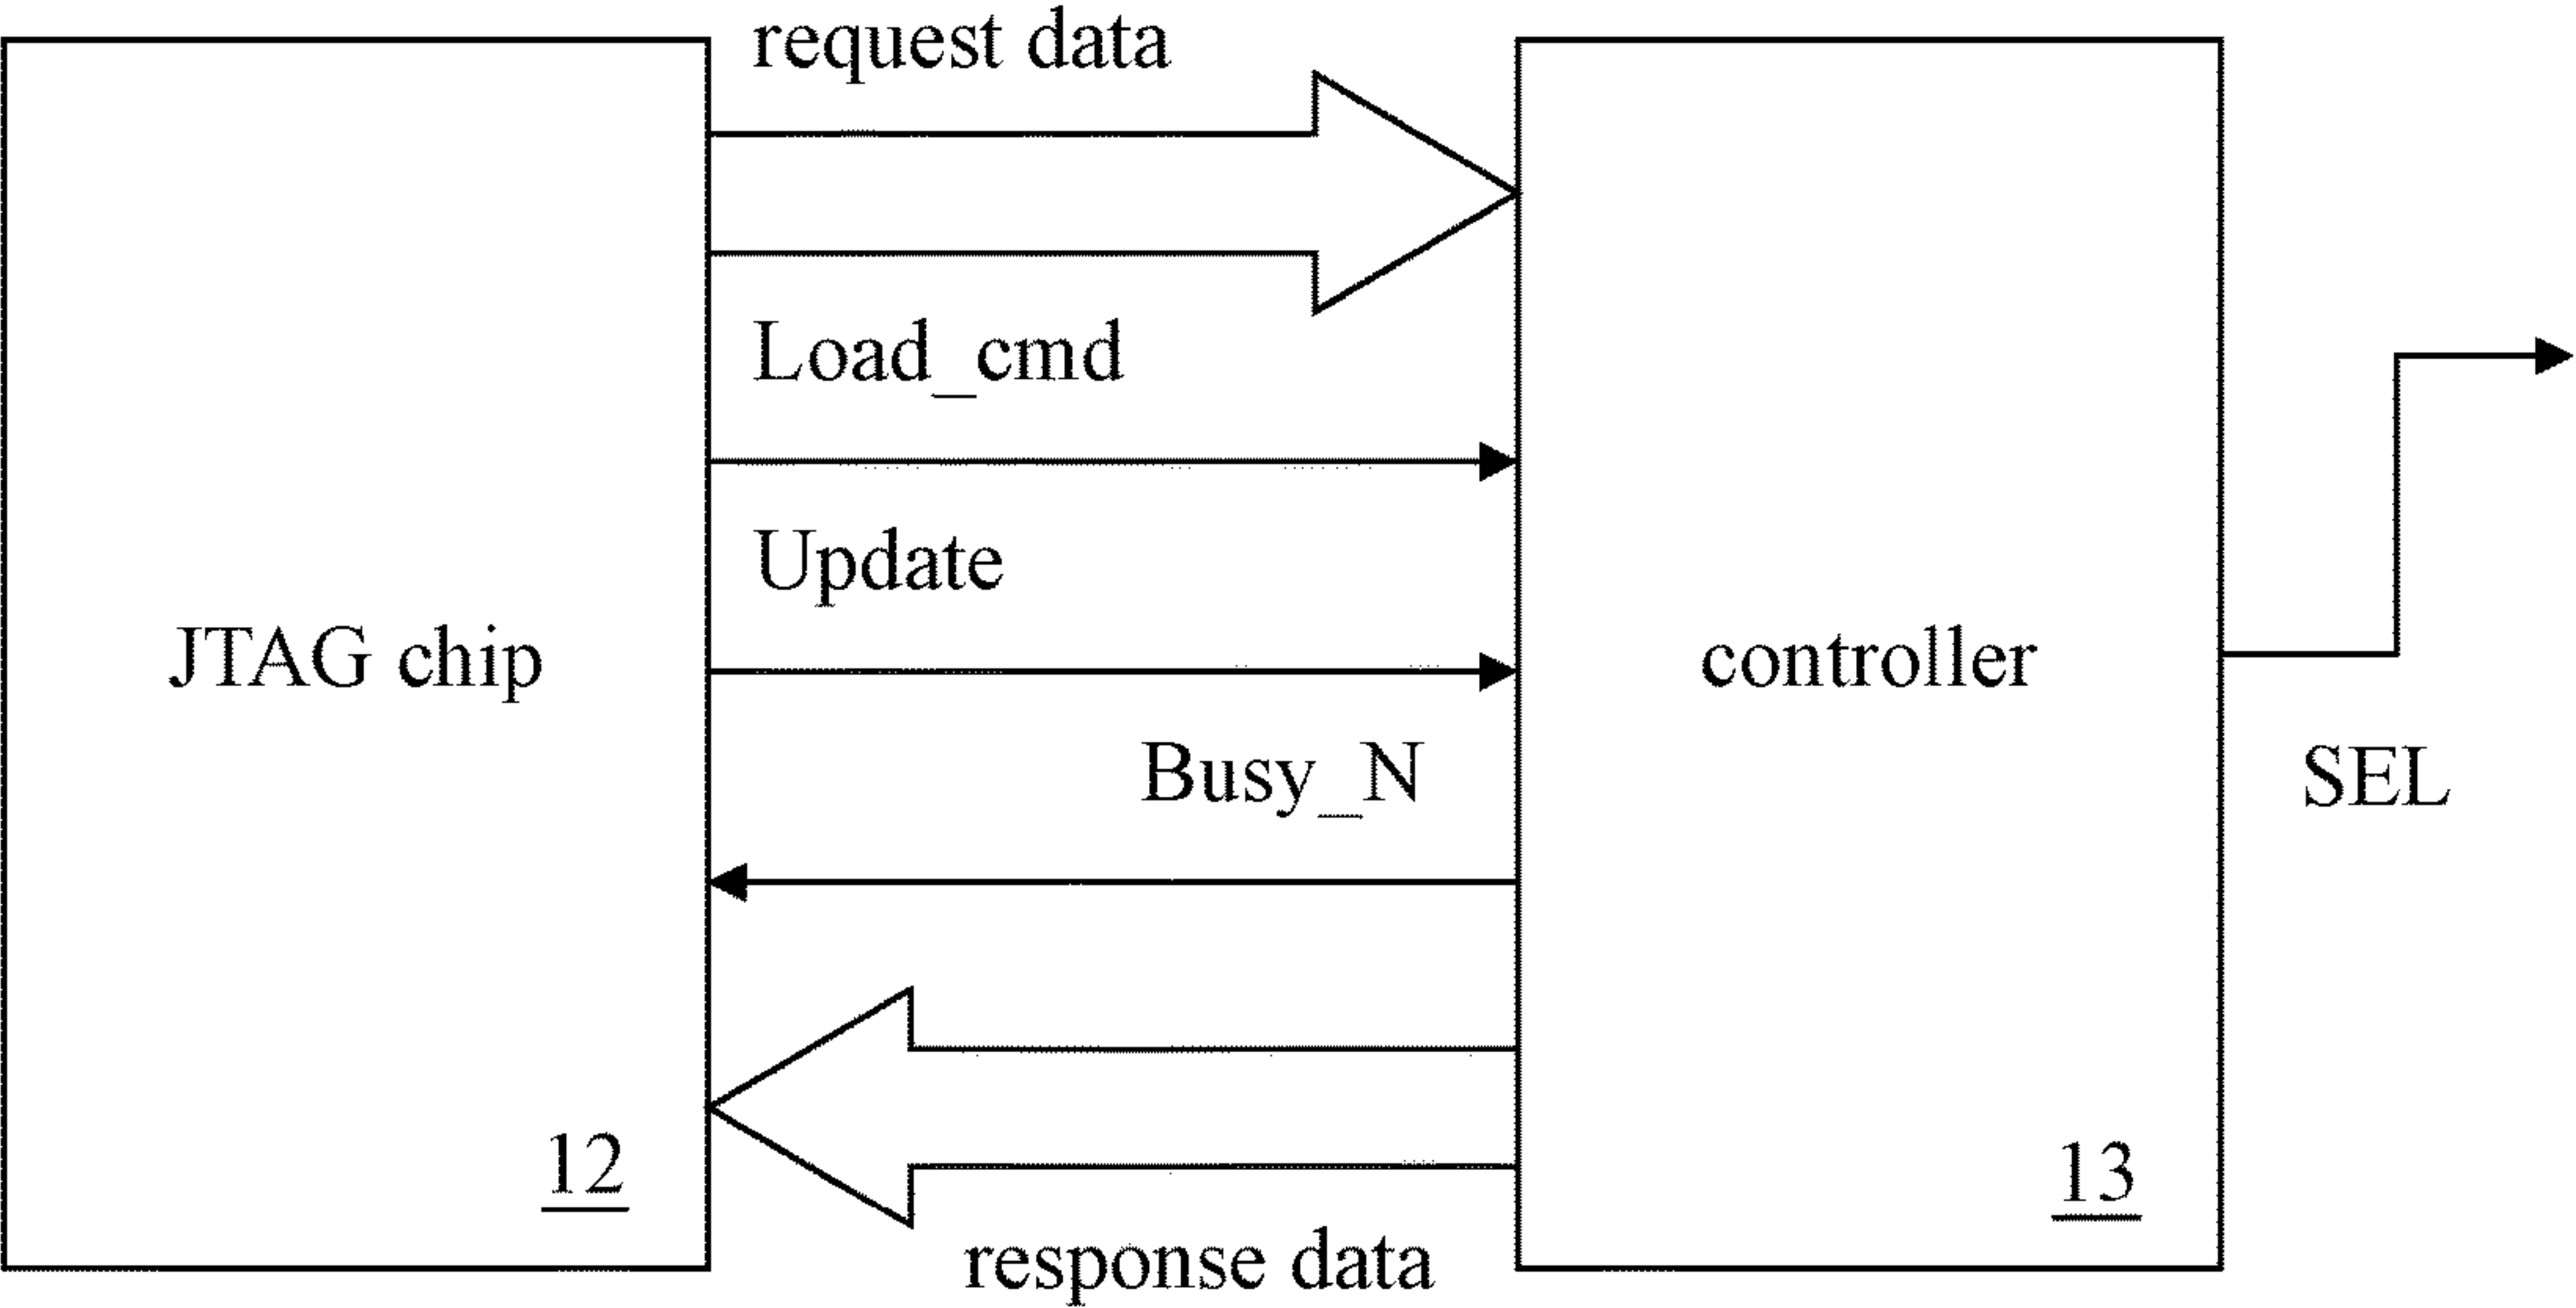 request data
Load_cmd
Update
JTAG chip
controller
Busy_N
SEL
12
13
response data